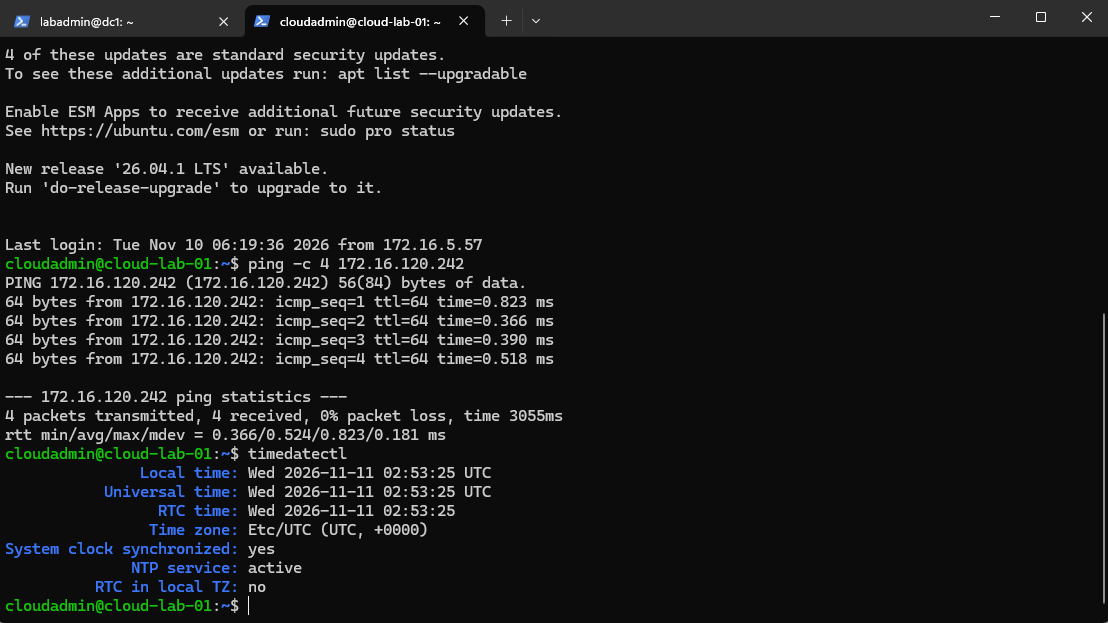 labadmin@dc1: ~
cloudadmin@cloud-lab-01: ~
4 of these updates are standard security updates.
To see these additional updates run: apt list --upgradable
Enable ESM Apps to receive additional future security updates.
See https://ubuntu.com/esm or run: sudo pro status
New release '26.04.1 LTS' available.
Run 'do-release-upgrade' to upgrade to it.
Last login: Tue Nov 10 06:19:36 2026 from 172.16.5.57
cloudadmin@cloud-lab-01:~$ ping -c 4 172.16.120.242
PING 172.16.120.242 (172.16.120.242) 56(84) bytes of data.
64 bytes from 172.16.120.242: icmp_seq=1 ttl=64 time=0.823 ms
64 bytes from 172.16.120.242: icmp_seq=2 ttl=64 time=0.366 ms
64 bytes from 172.16.120.242: icmp_seq=3 ttl=64 time=0.390 ms
64 bytes from 172.16.120.242: icmp_seq=4 ttl=64 time=0.518 ms
--- 172.16.120.242 ping statistics ---
4 packets transmitted, 4 received, 0% packet loss, time 3055ms
rtt min/avg/max/mdev = 0.366/0.524/0.823/0.181 ms
cloudadmin@cloud-lab-01:~$ timedatectl
Local time: Wed 2026-11-11 02:53:25 UTC
Universal time: Wed 2026-11-11 02:53:25 UTC
RTC time: Wed 2026-11-11 02:53:25
Time zone: Etc/UTC (UTC, +0000)
System clock synchronized: yes
NTP service: active
RTC in local TZ: no
cloudadmin@cloud-lab-01:~$